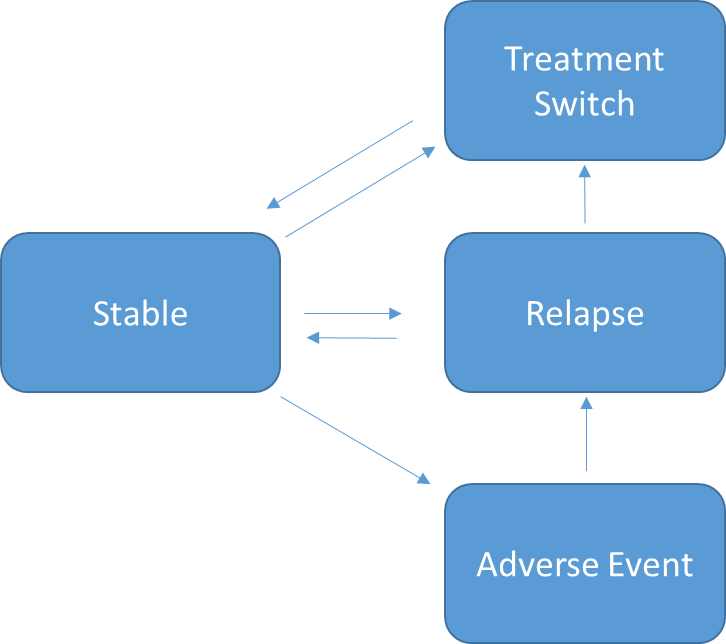 Treatment
Switch
Stable
Relapse
Adverse Event